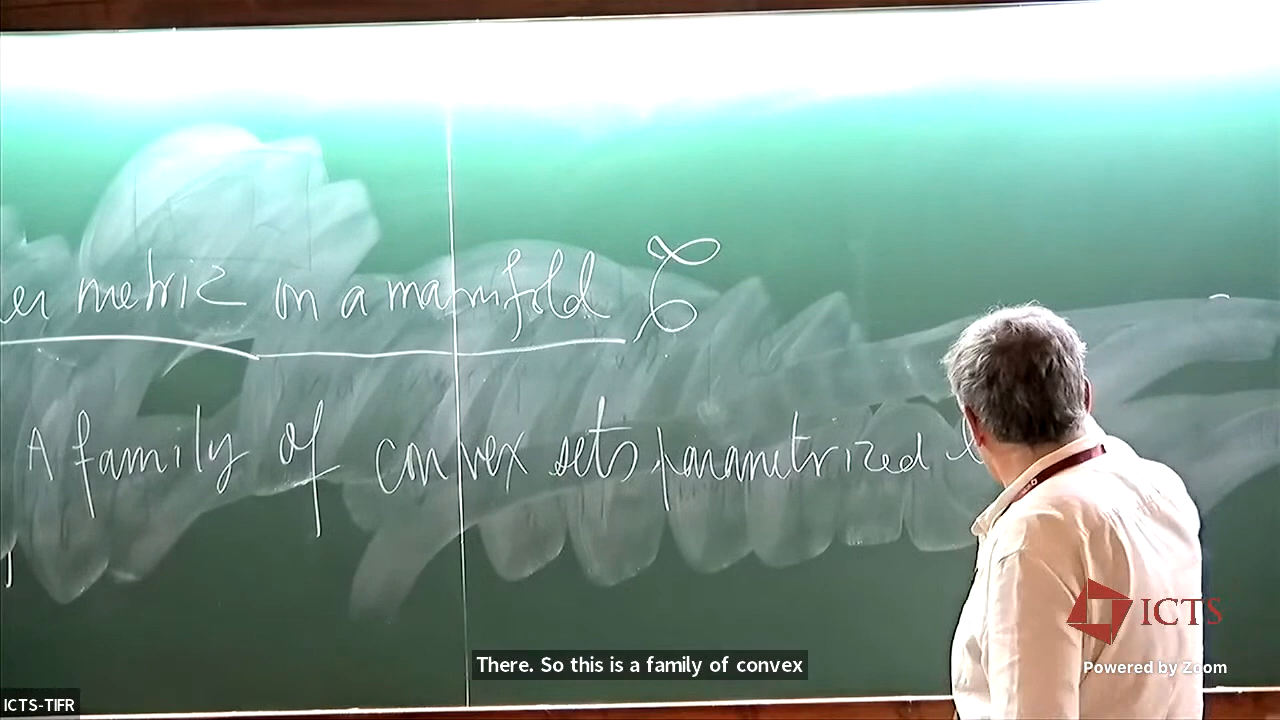 er metric on a manifold
A family of convex sets parametrized
There. So this is a family of convex
ICTS
Powered by Zoom
ICTS-TIFR